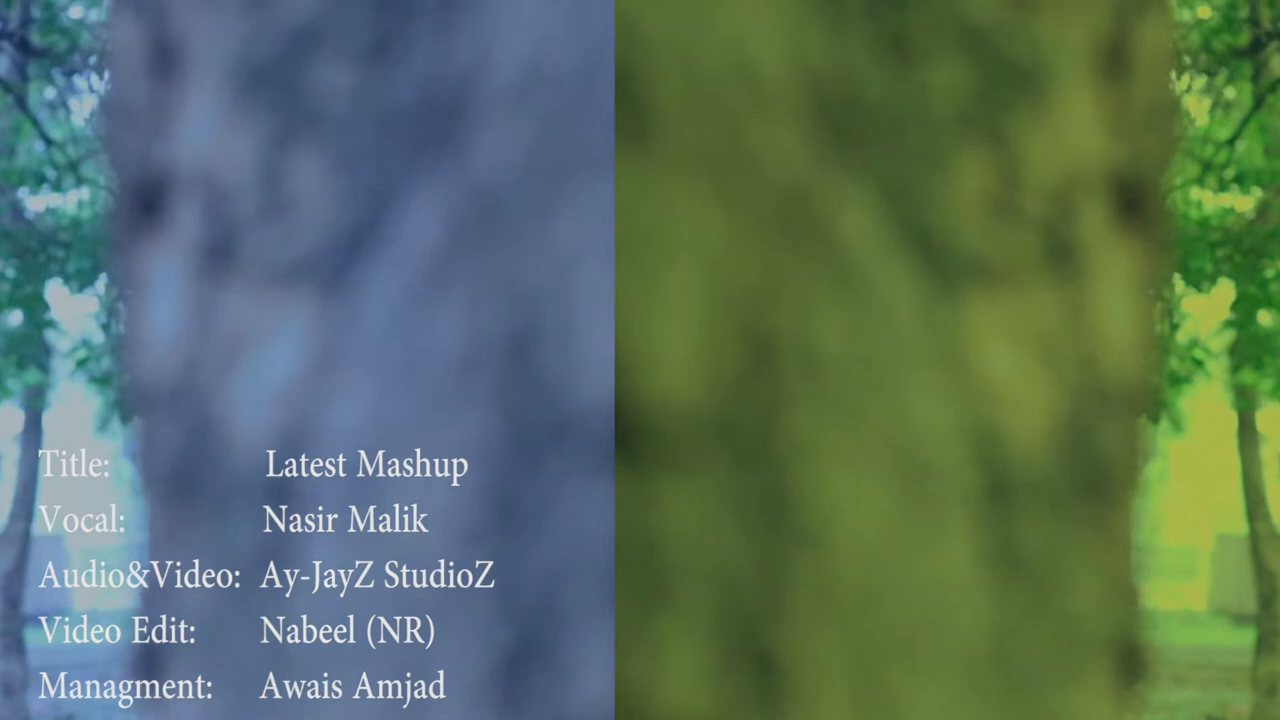 Title: Latest Mashup
Vocal: Nasir Malik
Audio&Video: Ay-JayZ StudioZ
Video Edit: Nabeel (NR)
Managment: Awais Amjad